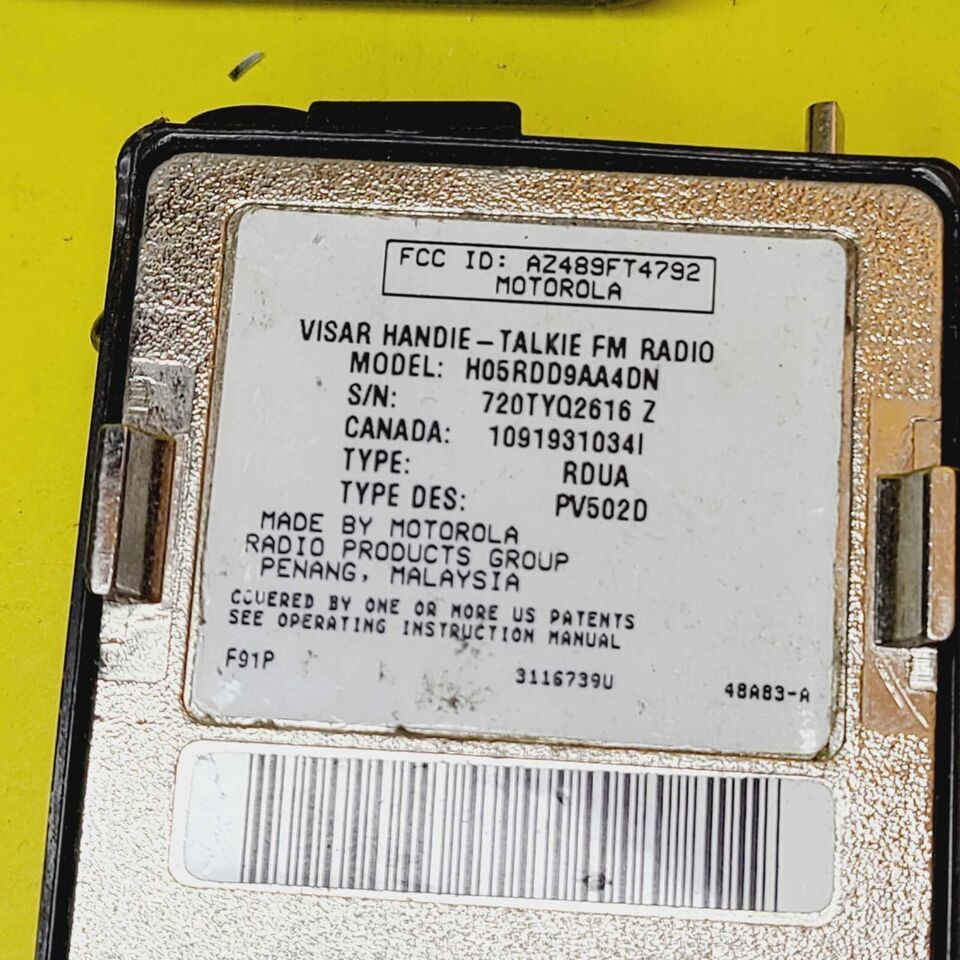 FCC ID: AZ489FT4792
MOTOROLA
VISAR HANDIE-TALKIE FM RADIO
MODEL: H05RDD9AA4DN
S/N: 720TYQ2616 Z
CANADA: 1091931034I
TYPE: RDUA
TYPE DES: PV502D
MADE BY MOTOROLA
RADIO PRODUCTS GROUP
PENANG, MALAYSIA
COVERED BY ONE OR MORE US PATENTS
SEE OPERATING INSTRUCTION MANUAL
F91P 3116739U 48A83-A